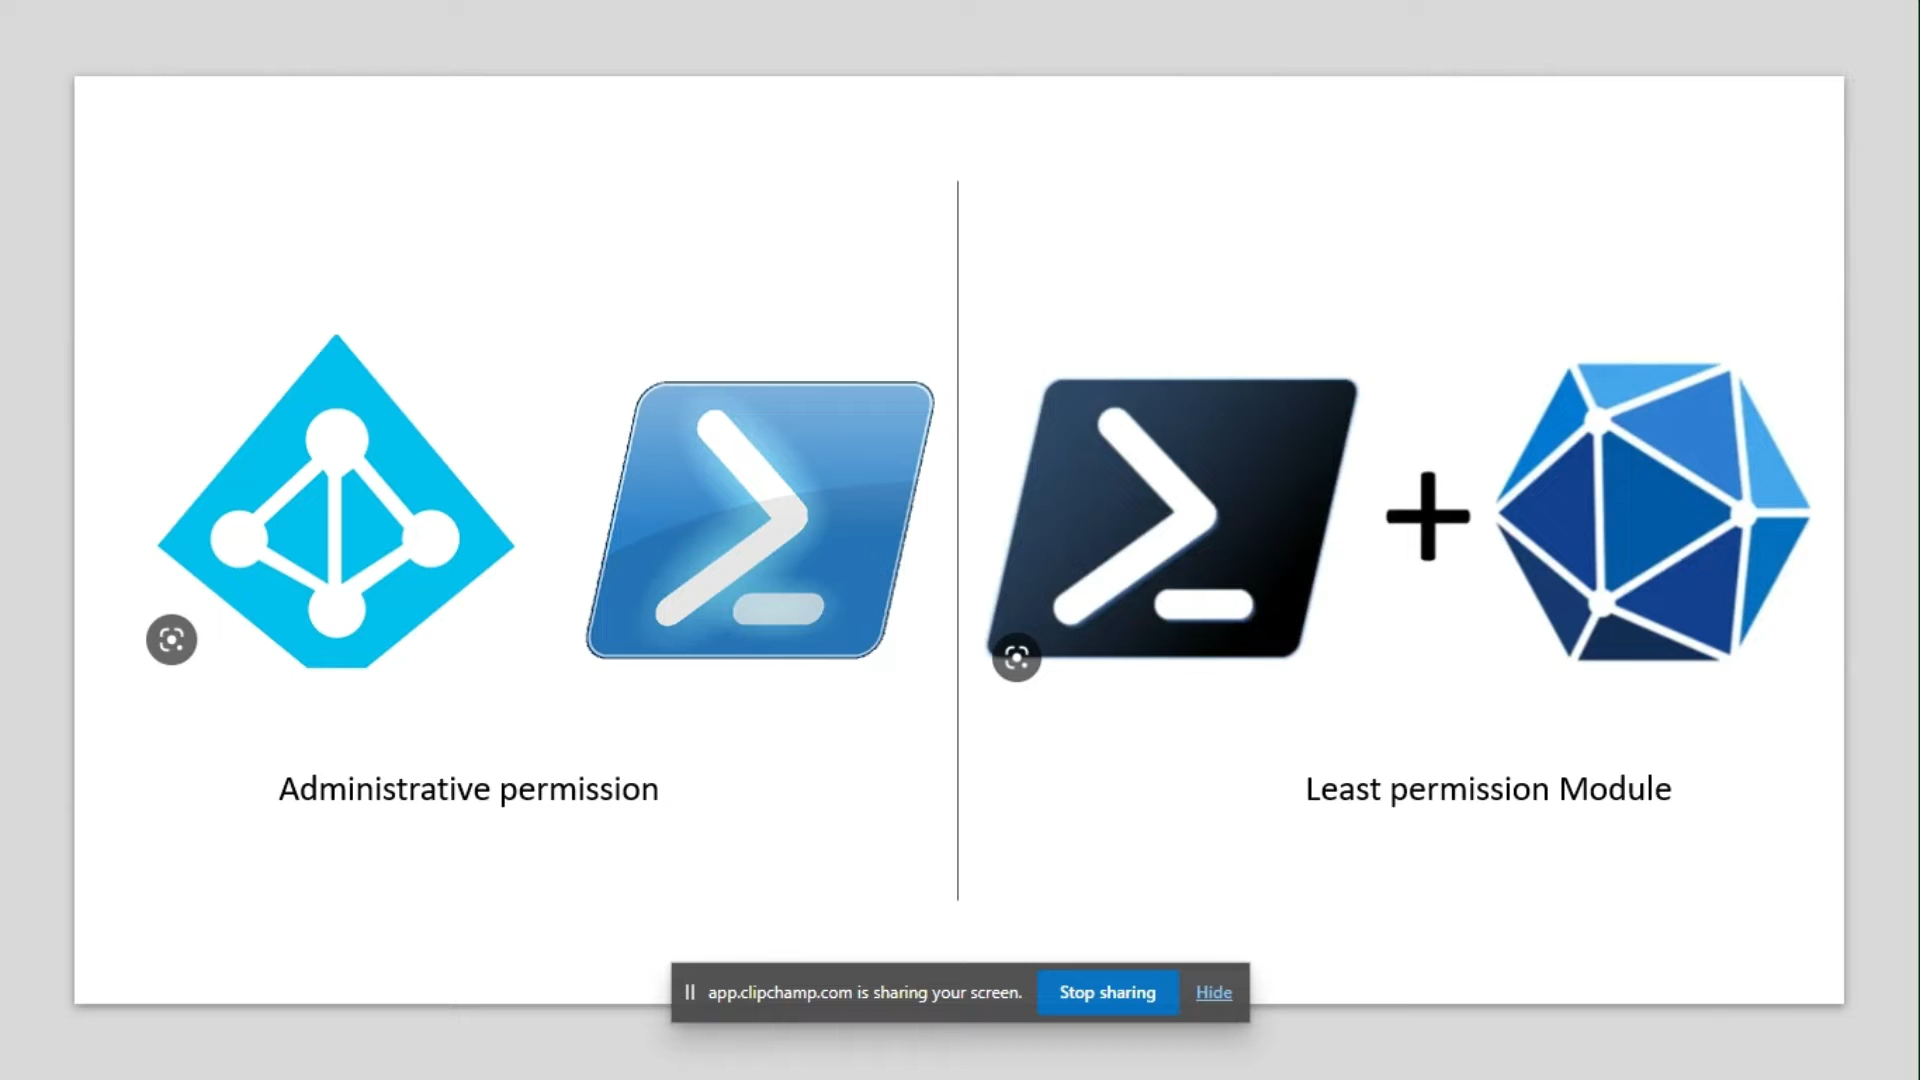 Administrative permission
Least permission Module
app.clipchamp.com is sharing your screen.
Stop sharing
Hide